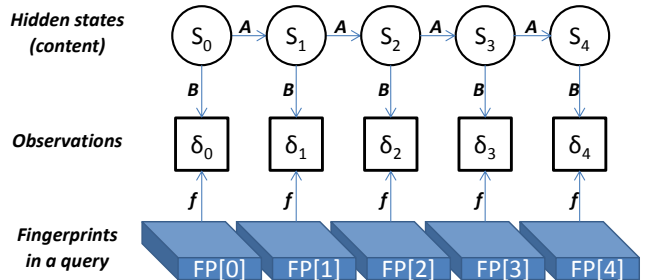 Hidden states
(content)
S0 A S1 A S2 A S3 A S4
B B B B B
Observations
δ0 δ1 δ2 δ3 δ4
f f f f f
Fingerprints
in a query
FP[0] FP[1] FP[2] FP[3] FP[4]